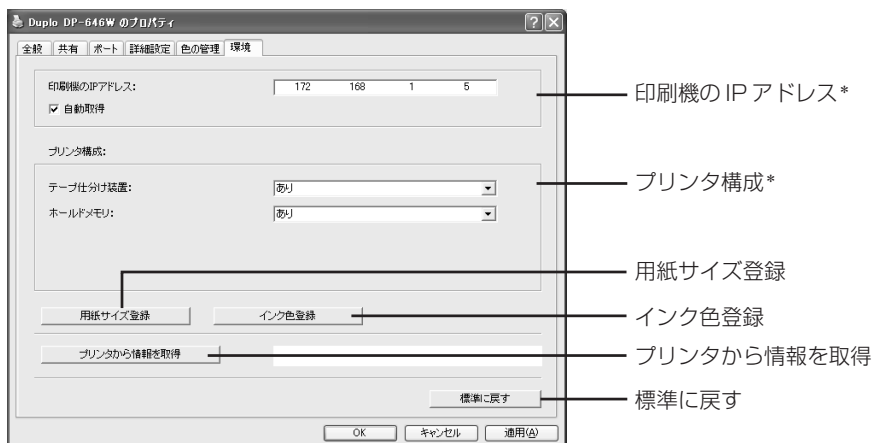 Duplo DP-646W のプロパティ
全般 共有 ポート 詳細設定 色の管理 環境
印刷機のIPアドレス: 172 168 1 5
印刷機の IP アドレス*
自動取得
プリンタ構成:
プリンタ構成*
テープ仕分け装置: あり
ホールドメモリ: あり
用紙サイズ登録
用紙サイズ登録 インク色登録
インク色登録
プリンタから情報を取得
プリンタから情報を取得
標準に戻す
標準に戻す
OK キャンセル 適用(A)